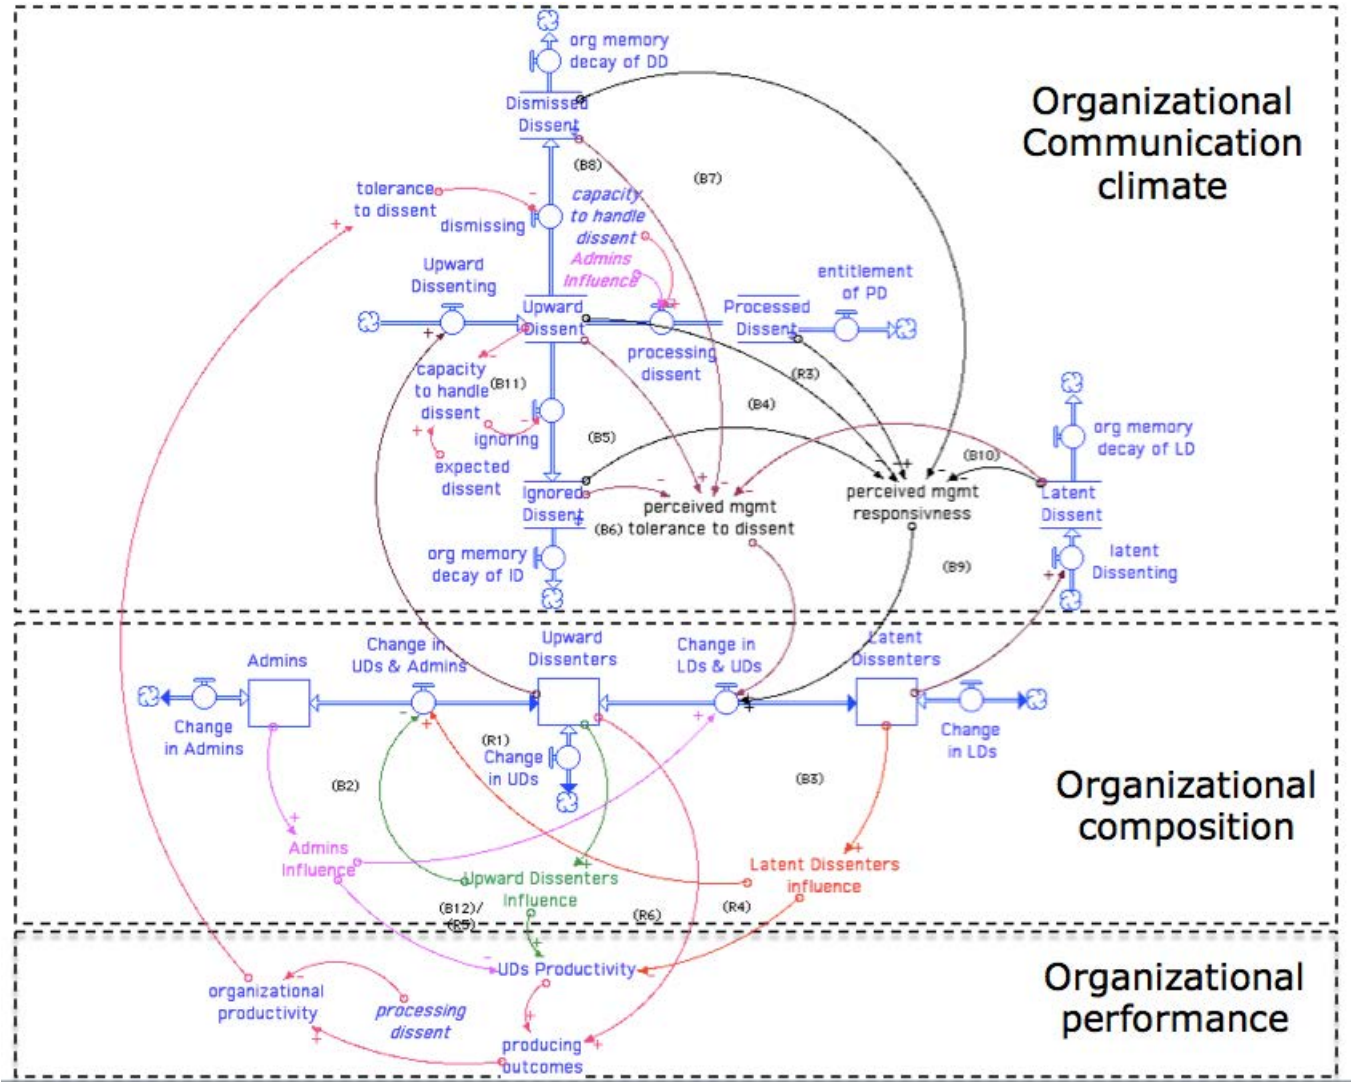 org memory
decay of DD
Dismissed
Dissent
Organizational
Communication
climate
(B8)
(B7)
tolerance
to dissent
-
dismissing
capacity
to handle
dissent
+
Admins
Influence
Upward
Dissenting
entitlement
of PD
Upward
Dissent
Processed
Dissent
+
+
processing
dissent
-
capacity
to handle
dissent
(B11)
(R3)
(B4)
-
ignoring
(B5)
+
expected
dissent
org memory
decay of LD
(B10)
Ignored
Dissent
-
+
-
-
perceived mgmt
tolerance to dissent
(B6)
-
+
-
-
perceived mgmt
responsivness
Latent
Dissent
org memory
decay of ID
(B9)
latent
Dissenting
+
Admins
Change in
UDs & Admins
Upward
Dissenters
Change in
LDs & UDs
Latent
Dissenters
Change
in Admins
-
+
(R1)
Change
in UDs
+
+
Change
in LDs
(B2)
(B3)
Organizational
composition
+
Admins
Influence
+
Upward Dissenters
Influence
+
Latent Dissenters
influence
(B12)/
(R5)
(R6)
(R4)
+
-
UDs Productivity
-
Organizational
performance
organizational
productivity
-
processing
dissent
+
+
producing
outcomes
+